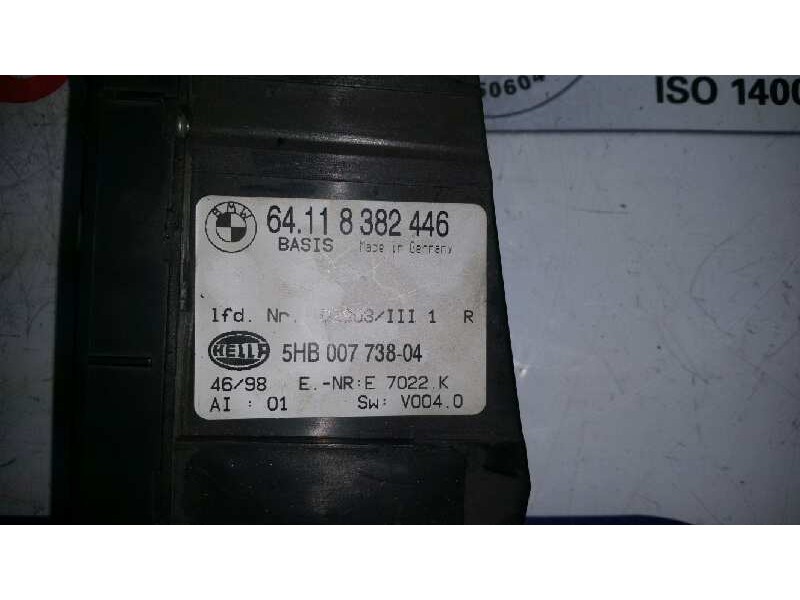 50604
ISO 1400
BMW
64.11 8 382 446
BASIS Made in Germany
lfd. Nr. /III 1 R
HELLA
5HB 007 738-04
46/98 E.-NR:E 7022 K
AI : 01 SW: V004.0